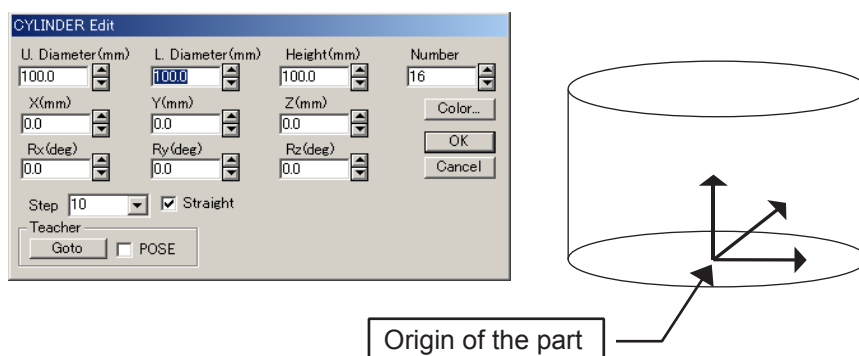 CYLINDER Edit
U. Diameter(mm) L. Diameter(mm) Height(mm) Number
100.0 100.0 100.0 16
X(mm) Y(mm) Z(mm) Color...
0.0 0.0 0.0
OK
Rx(deg) Ry(deg) Rz(deg)
0.0 0.0 0.0 Cancel
Step 10 Straight
Teacher
Goto POSE
Origin of the part